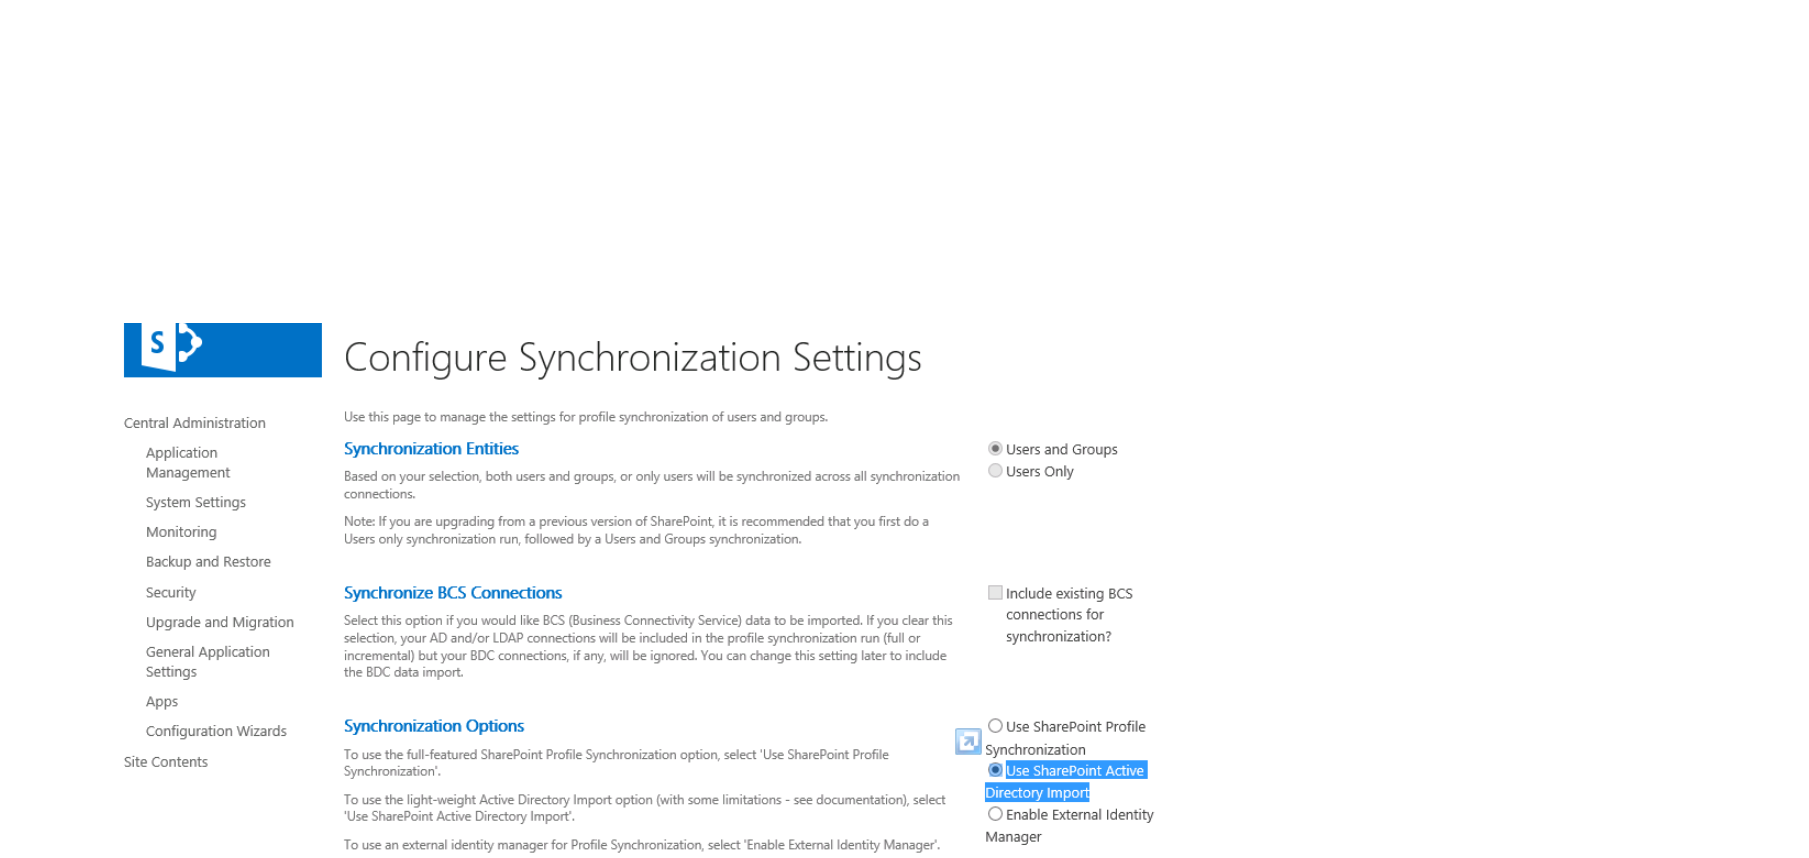 S
Configure Synchronization Settings
Central Administration
Application
Management
System Settings
Monitoring
Backup and Restore
Security
Upgrade and Migration
General Application
Settings
Apps
Configuration Wizards
Site Contents
Use this page to manage the settings for profile synchronization of users and groups.
Synchronization Entities
Based on your selection, both users and groups, or only users will be synchronized across all synchronization
connections.
Note: If you are upgrading from a previous version of SharePoint, it is recommended that you first do a
Users only synchronization run, followed by a Users and Groups synchronization.
Users and Groups
Users Only
Synchronize BCS Connections
Select this option if you would like BCS (Business Connectivity Service) data to be imported. If you clear this
selection, your AD and/or LDAP connections will be included in the profile synchronization run (full or
incremental) but your BDC connections, if any, will be ignored. You can change this setting later to include
the BDC data import.
Include existing BCS
connections for
synchronization?
Synchronization Options
To use the full-featured SharePoint Profile Synchronization option, select 'Use SharePoint Profile
Synchronization'.
To use the light-weight Active Directory Import option (with some limitations - see documentation), select
'Use SharePoint Active Directory Import'.
To use an external identity manager for Profile Synchronization, select 'Enable External Identity Manager'.
Use SharePoint Profile
Synchronization
Use SharePoint Active
Directory Import
Enable External Identity
Manager